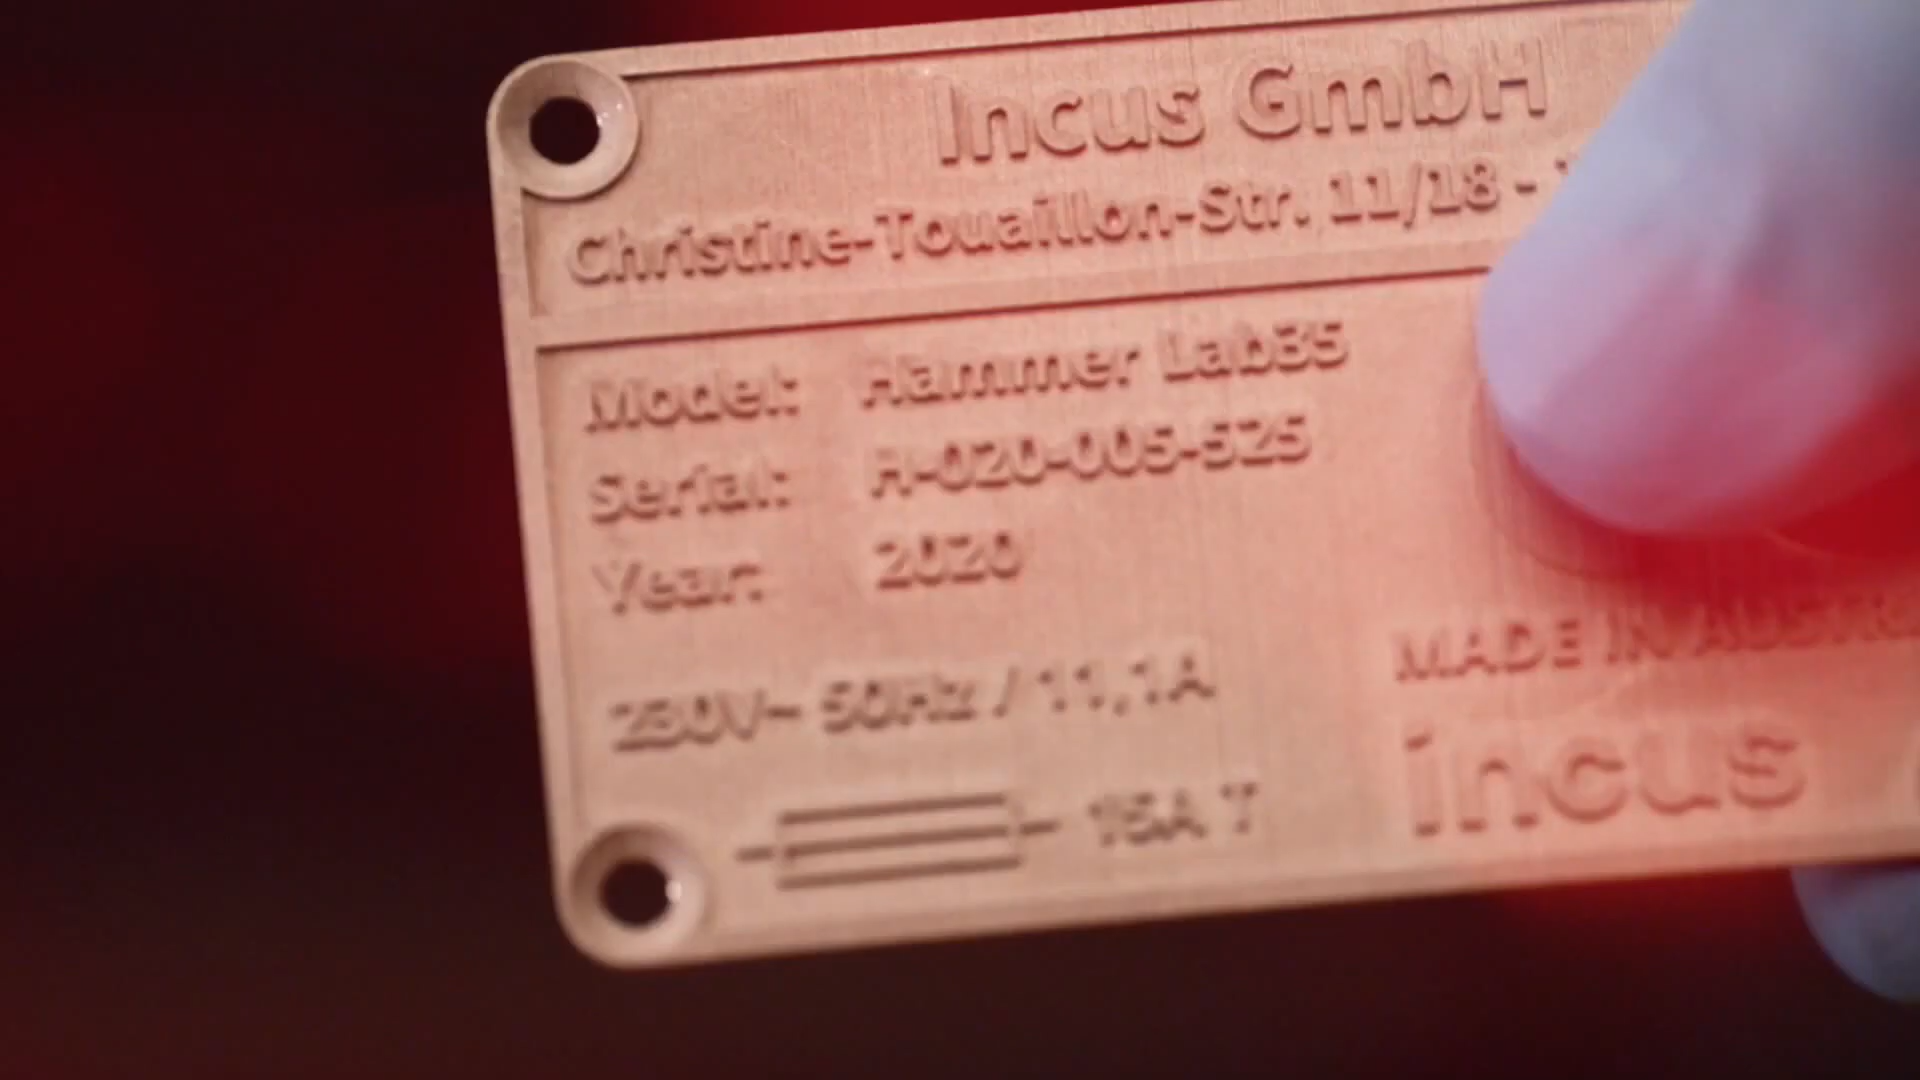 Incus GmbH
Christine-Touaillon-Str. 11/18 -
Model: Hammer Lab35
Serial: H-020-005-525
Year: 2020
230V~ 50Hz / 11,1A
MADE IN
15A T
incus